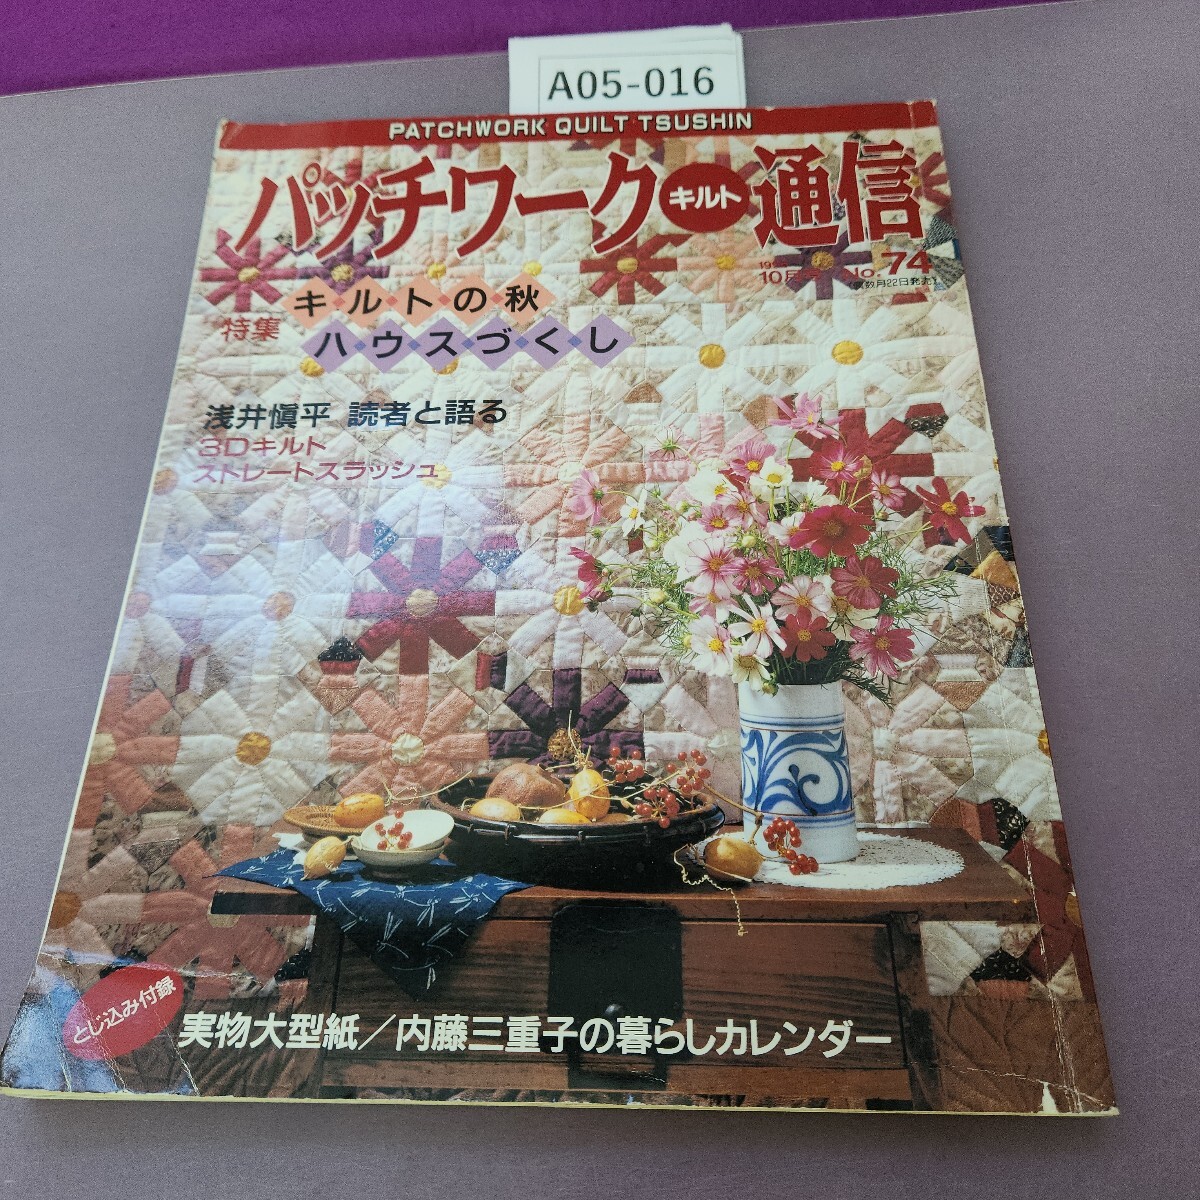 A05-016
PATCHWORK QUILT TSUSHIN
パッチワークキルト通信
10月号 No.74
特集
キルトの秋
ハウスづくし
浅井慎平 読者と語る
3Dキルト
ストレートスラッシュ
とじ込み付録
実物大型紙/内藤三重子の暮らしカレンダー